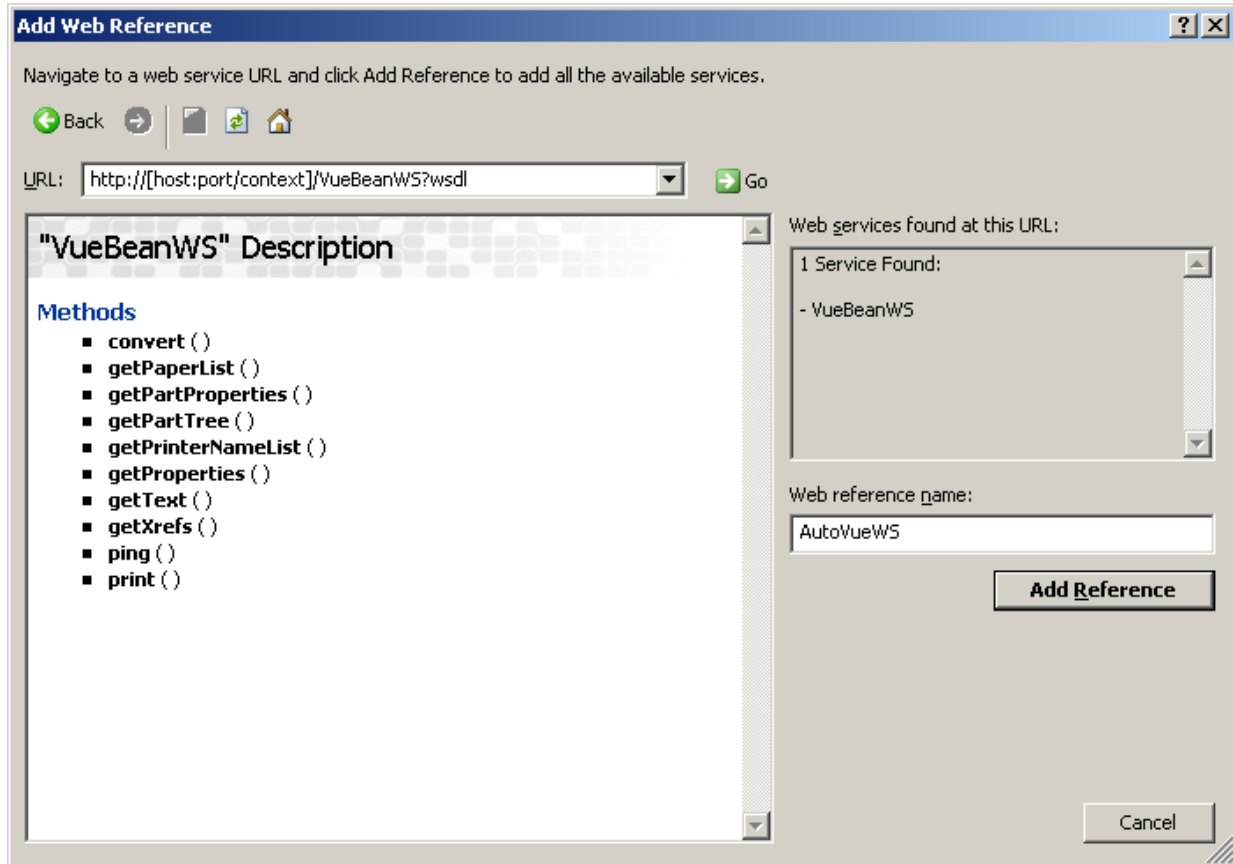 Add Web Reference
Navigate to a web service URL and click Add Reference to add all the available services.
Back
URL: http://[host:port/context]/VueBeanWS?wsdl Go
"VueBeanWS" Description
Methods
convert ( )
getPaperList ( )
getPartProperties ( )
getPartTree ( )
getPrinterNameList ( )
getProperties ( )
getText ( )
getXrefs ( )
ping ( )
print ( )
Web services found at this URL:
1 Service Found:
- VueBeanWS
Web reference name:
AutoVueWS
Add Reference
Cancel